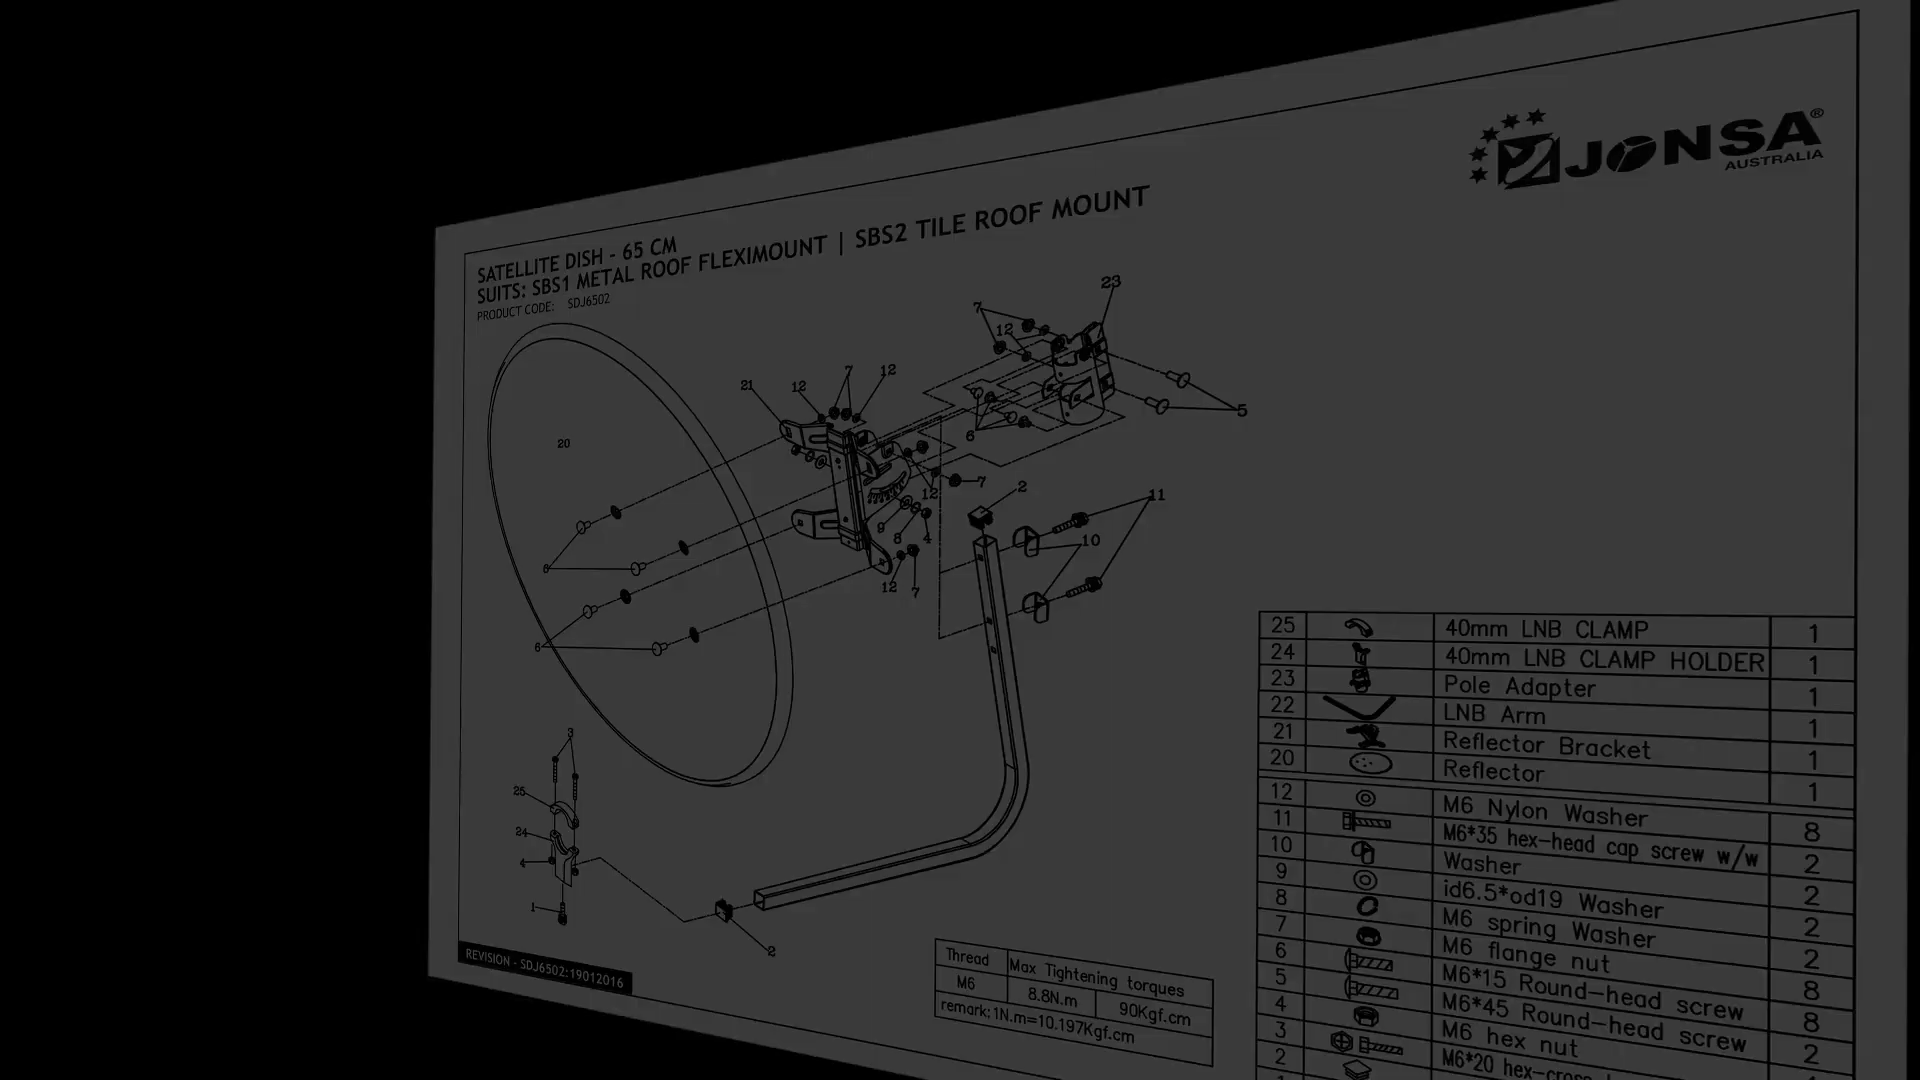 JONSA®
AUSTRALIA
SATELLITE DISH - 65 CM
SUITS: SBS1 METAL ROOF FLEXIMOUNT | SBS2 TILE ROOF MOUNT
PRODUCT CODE: SDJ6502
23
7
12
5
6
21
12
7
12
20
12
7
9
8
4
12
7
2
11
10
6
6
3
25
24
4
1
2
25 40mm LNB CLAMP 1
24 40mm LNB CLAMP HOLDER 1
23 Pole Adapter 1
22 LNB Arm 1
21 Reflector Bracket 1
20 Reflector 1
12 M6 Nylon Washer 8
11 M6*35 hex-head cap screw w/w 2
10 Washer 2
9 id6.5*od19 Washer 2
8 M6 spring Washer 2
7 M6 flange nut 8
6 M6*15 Round-head screw 8
5 M6*45 Round-head screw 2
4 M6 hex nut
3 M6*20
2
Thread Max Tightening torques
M6 8.8N.m 90Kgf.cm
remark:1N.m=10.197Kgf.cm
REVISION - SDJ6502:19012016